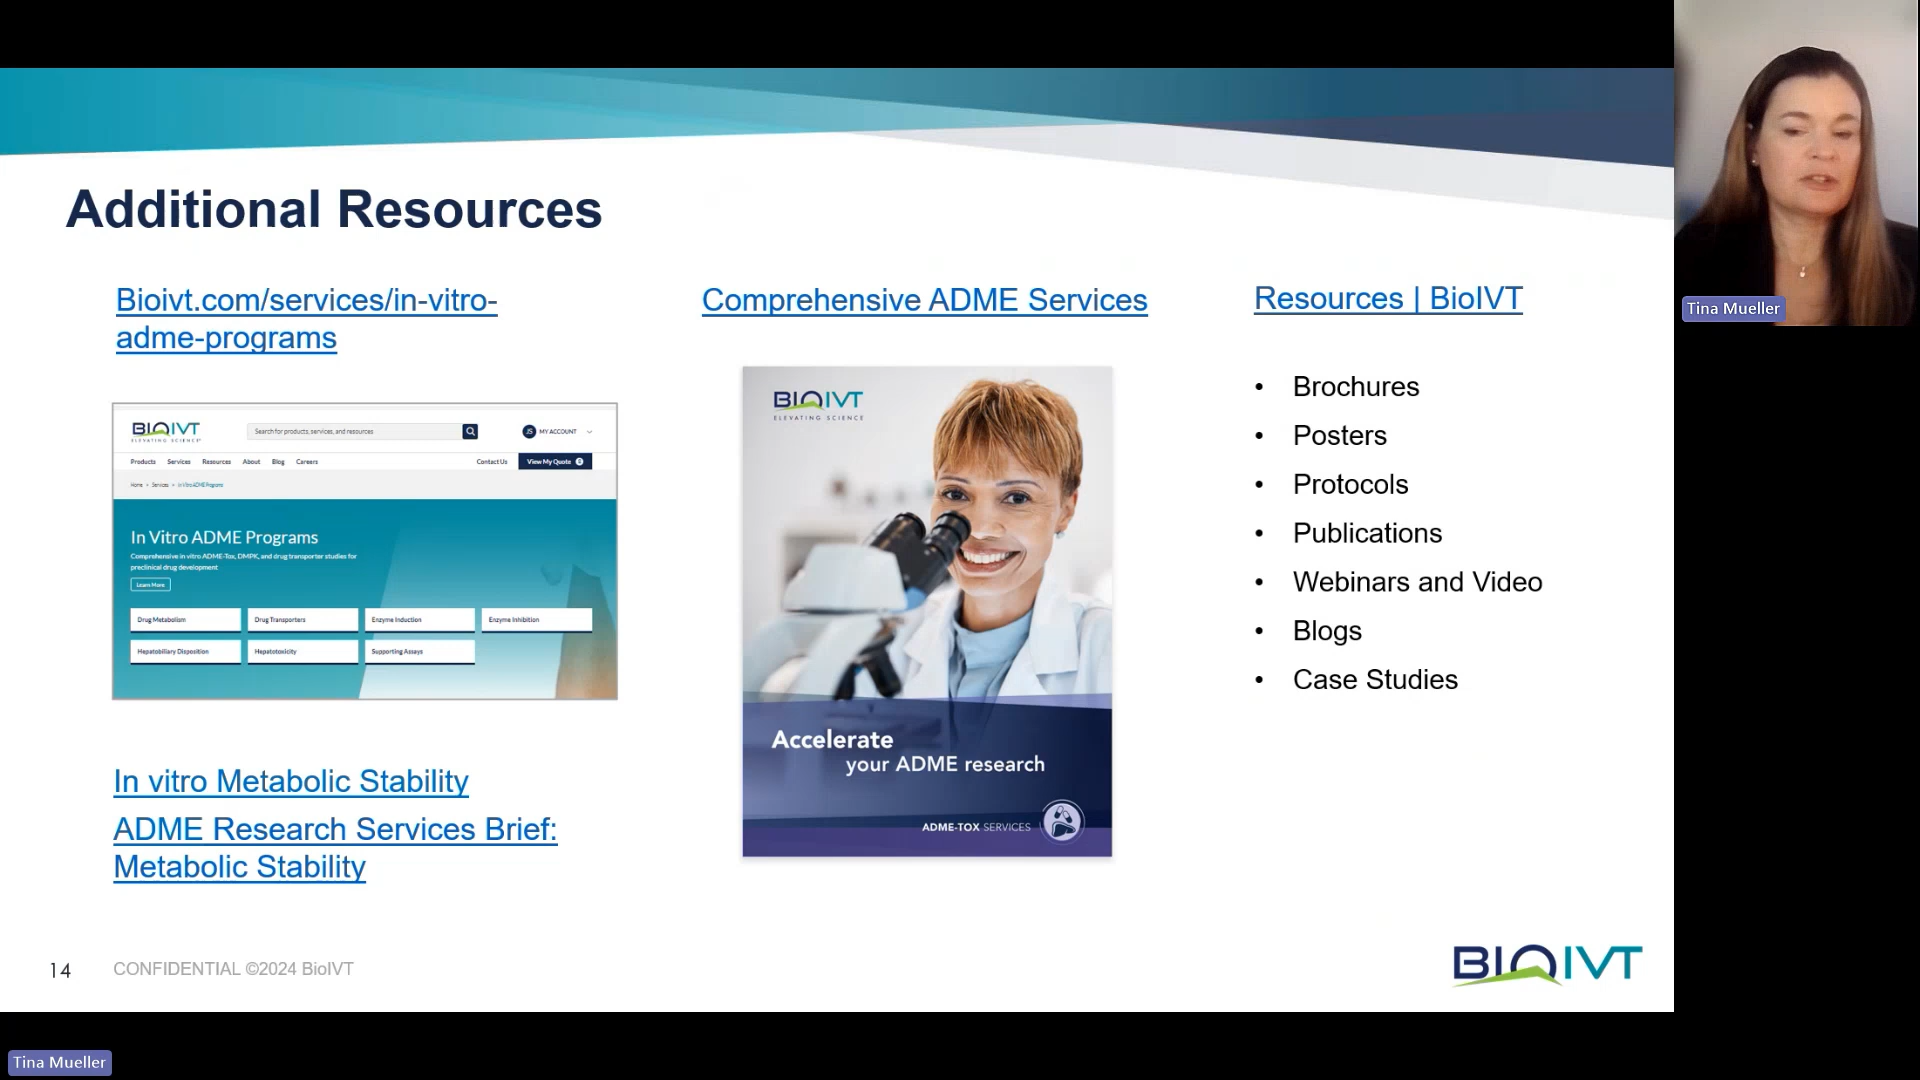 Additional Resources
Bioivt.com/services/in-vitro-
adme-programs
BIOIVT
ELEVATING SCIENCE
Search for products, services, and resources
JS MY ACCOUNT
Products Services Resources About Blog Careers
Contact Us View My Quote 0
Home > Services > In Vitro ADME Programs
In Vitro ADME Programs
Comprehensive in vitro ADME-Tox, DMPK, and drug transporter studies for
preclinical drug development
Learn More
Drug Metabolism Drug Transporters Enzyme Induction Enzyme Inhibition
Hepatobiliary Disposition Hepatotoxicity Supporting Assays
In vitro Metabolic Stability
ADME Research Services Brief:
Metabolic Stability
Comprehensive ADME Services
BIOIVT
ELEVATING SCIENCE
Accelerate
your ADME research
ADME-TOX SERVICES
Resources | BioIVT
• Brochures
• Posters
• Protocols
• Publications
• Webinars and Video
• Blogs
• Case Studies
14 CONFIDENTIAL ©2024 BioIVT
BIOIVT
Tina Mueller
Tina Mueller